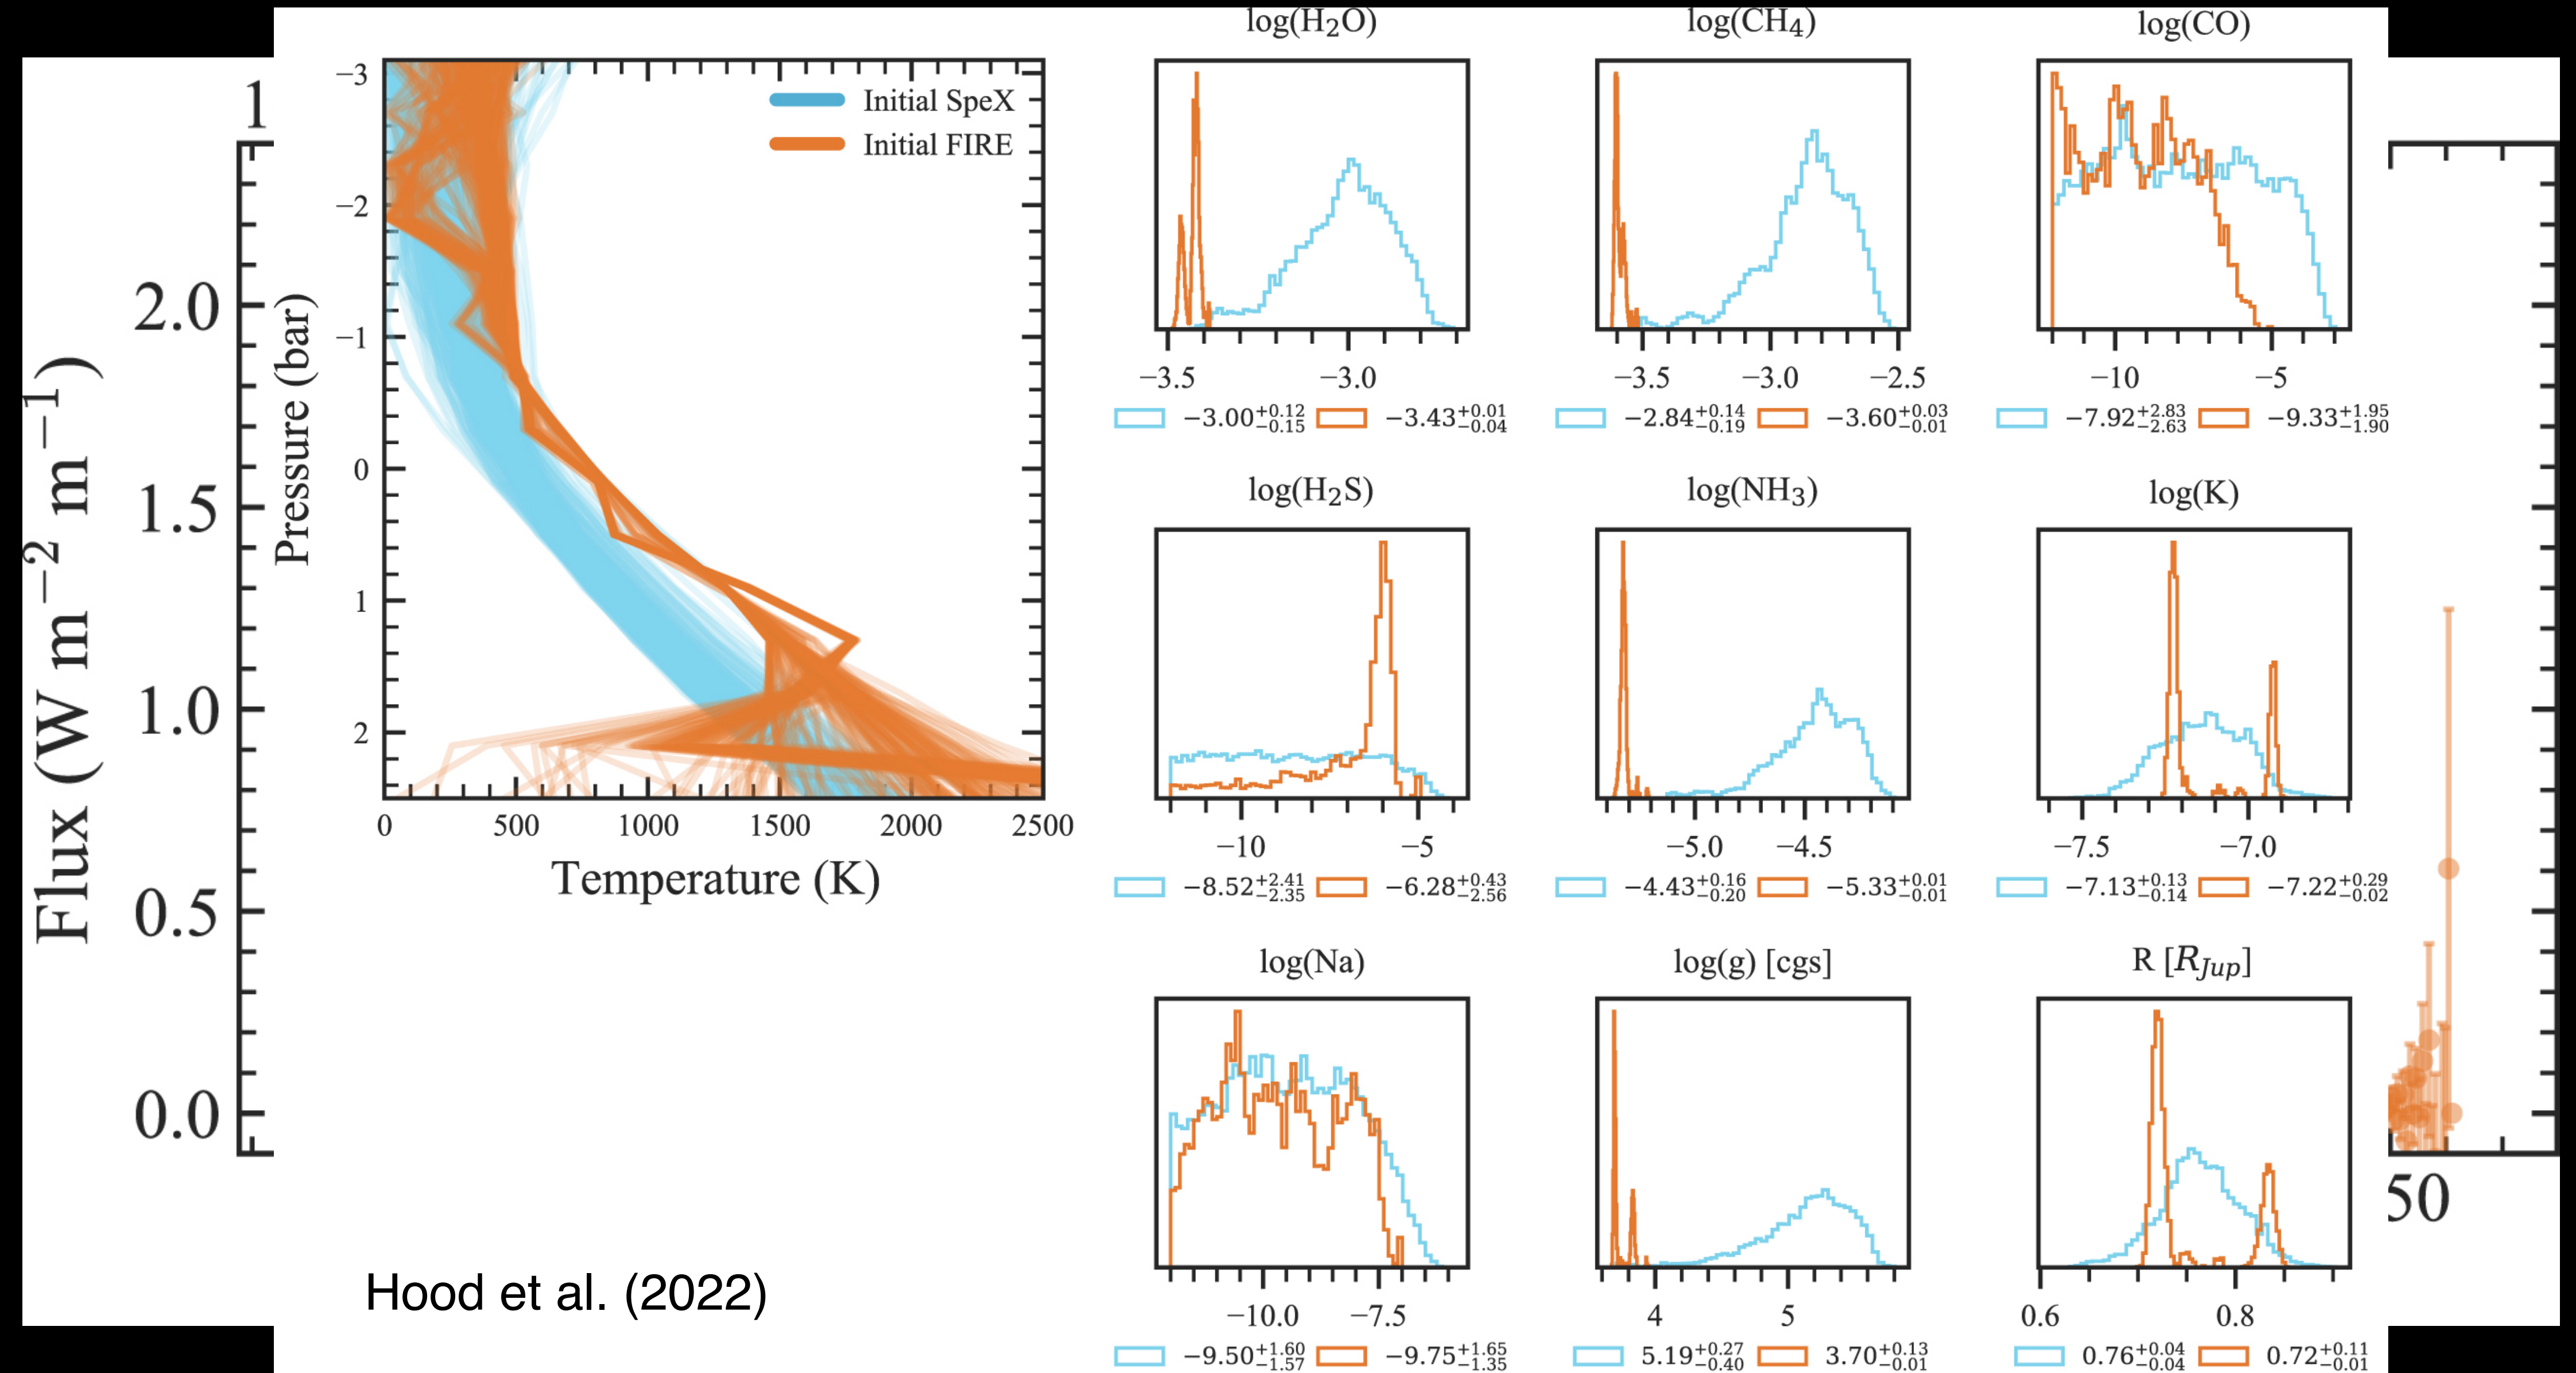 1
2.0
1.5
1.0
0.5
0.0
Flux (W m⁻² m⁻¹)
50
−3
−2
−1
0
1
2
Pressure (bar)
Initial SpeX
Initial FIRE
0 500 1000 1500 2000 2500
Temperature (K)
log(H₂O) log(CH₄) log(CO)
−3.5 −3.0 −3.5 −3.0 −2.5 −10 −5
−3.00+0.12−0.15 −3.43+0.01−0.04 −2.84+0.14−0.19 −3.60+0.03−0.01 −7.92+2.83−2.63 −9.33+1.95−1.90
log(H₂S) log(NH₃) log(K)
−10 −5 −5.0 −4.5 −7.5 −7.0
−8.52+2.41−2.35 −6.28+0.43−2.56 −4.43+0.16−0.20 −5.33+0.01−0.01 −7.13+0.13−0.14 −7.22+0.29−0.02
log(Na) log(g) [cgs] R [R_Jup]
−10.0 −7.5 4 5 0.6 0.8
−9.50+1.60−1.57 −9.75+1.65−1.35 5.19+0.27−0.40 3.70+0.13−0.01 0.76+0.04−0.04 0.72+0.11−0.01
Hood et al. (2022)